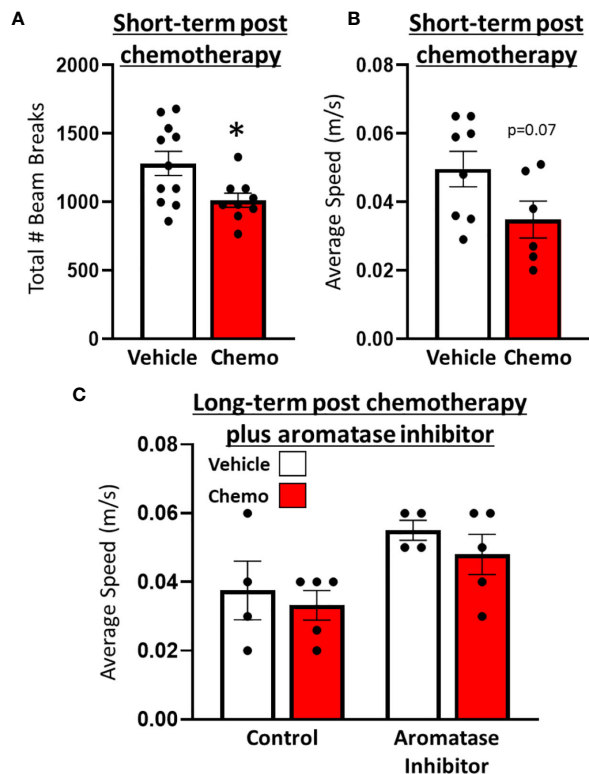 A
Short-term post
chemotherapy
Total # Beam Breaks
2000
1500
1000
500
0
*
Vehicle Chemo
B
Short-term post
chemotherapy
Average Speed (m/s)
0.08
0.06
0.04
0.02
0.00
p=0.07
Vehicle Chemo
C
Long-term post chemotherapy
plus aromatase inhibitor
Average Speed (m/s)
0.08
0.06
0.04
0.02
0.00
Vehicle
Chemo
Control
Aromatase
Inhibitor